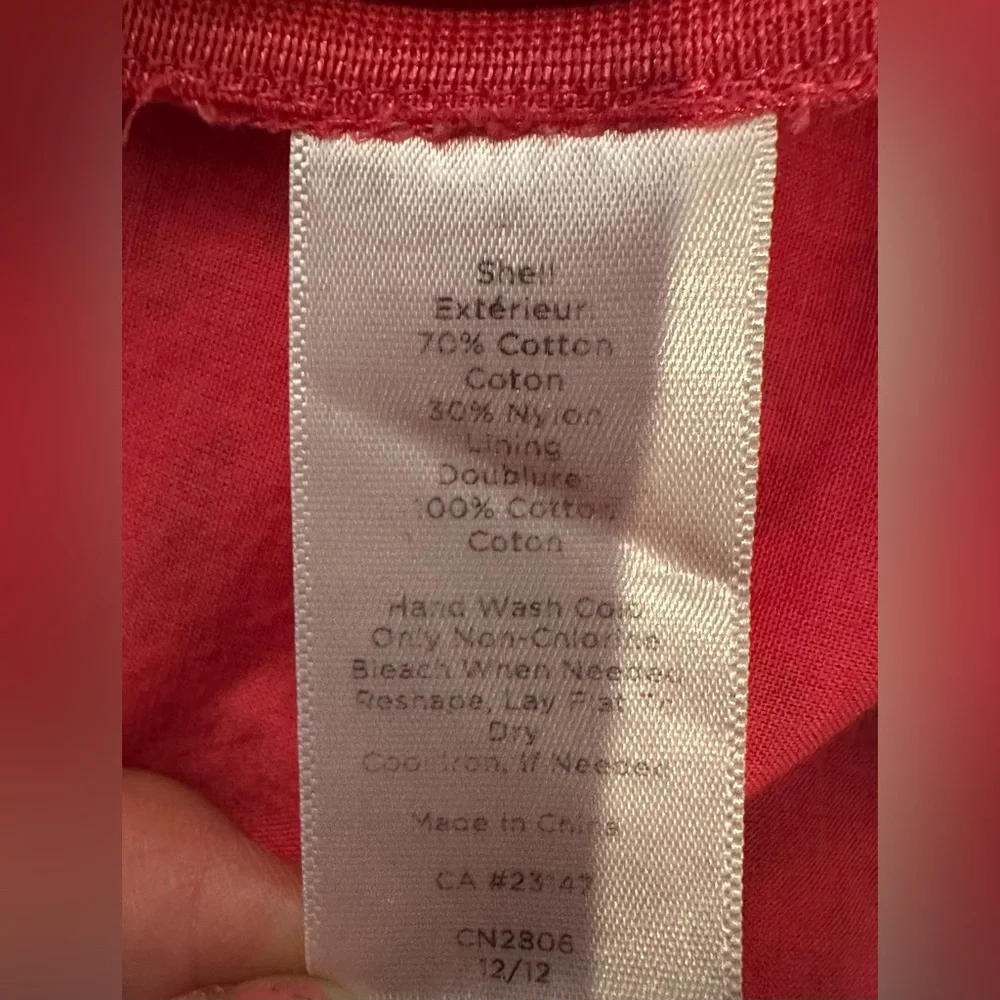 Shell
Extérieur:
70% Cotton
Coton
30% Nylon
Lining
Doublure:
100% Cotton
Coton
Hand Wash Cold
Only Non-Chlorine
Bleach When Needed
Reshape, Lay Flat To
Dry
Cool Iron, If Needed
Made in China
CA
CN2806
12/12